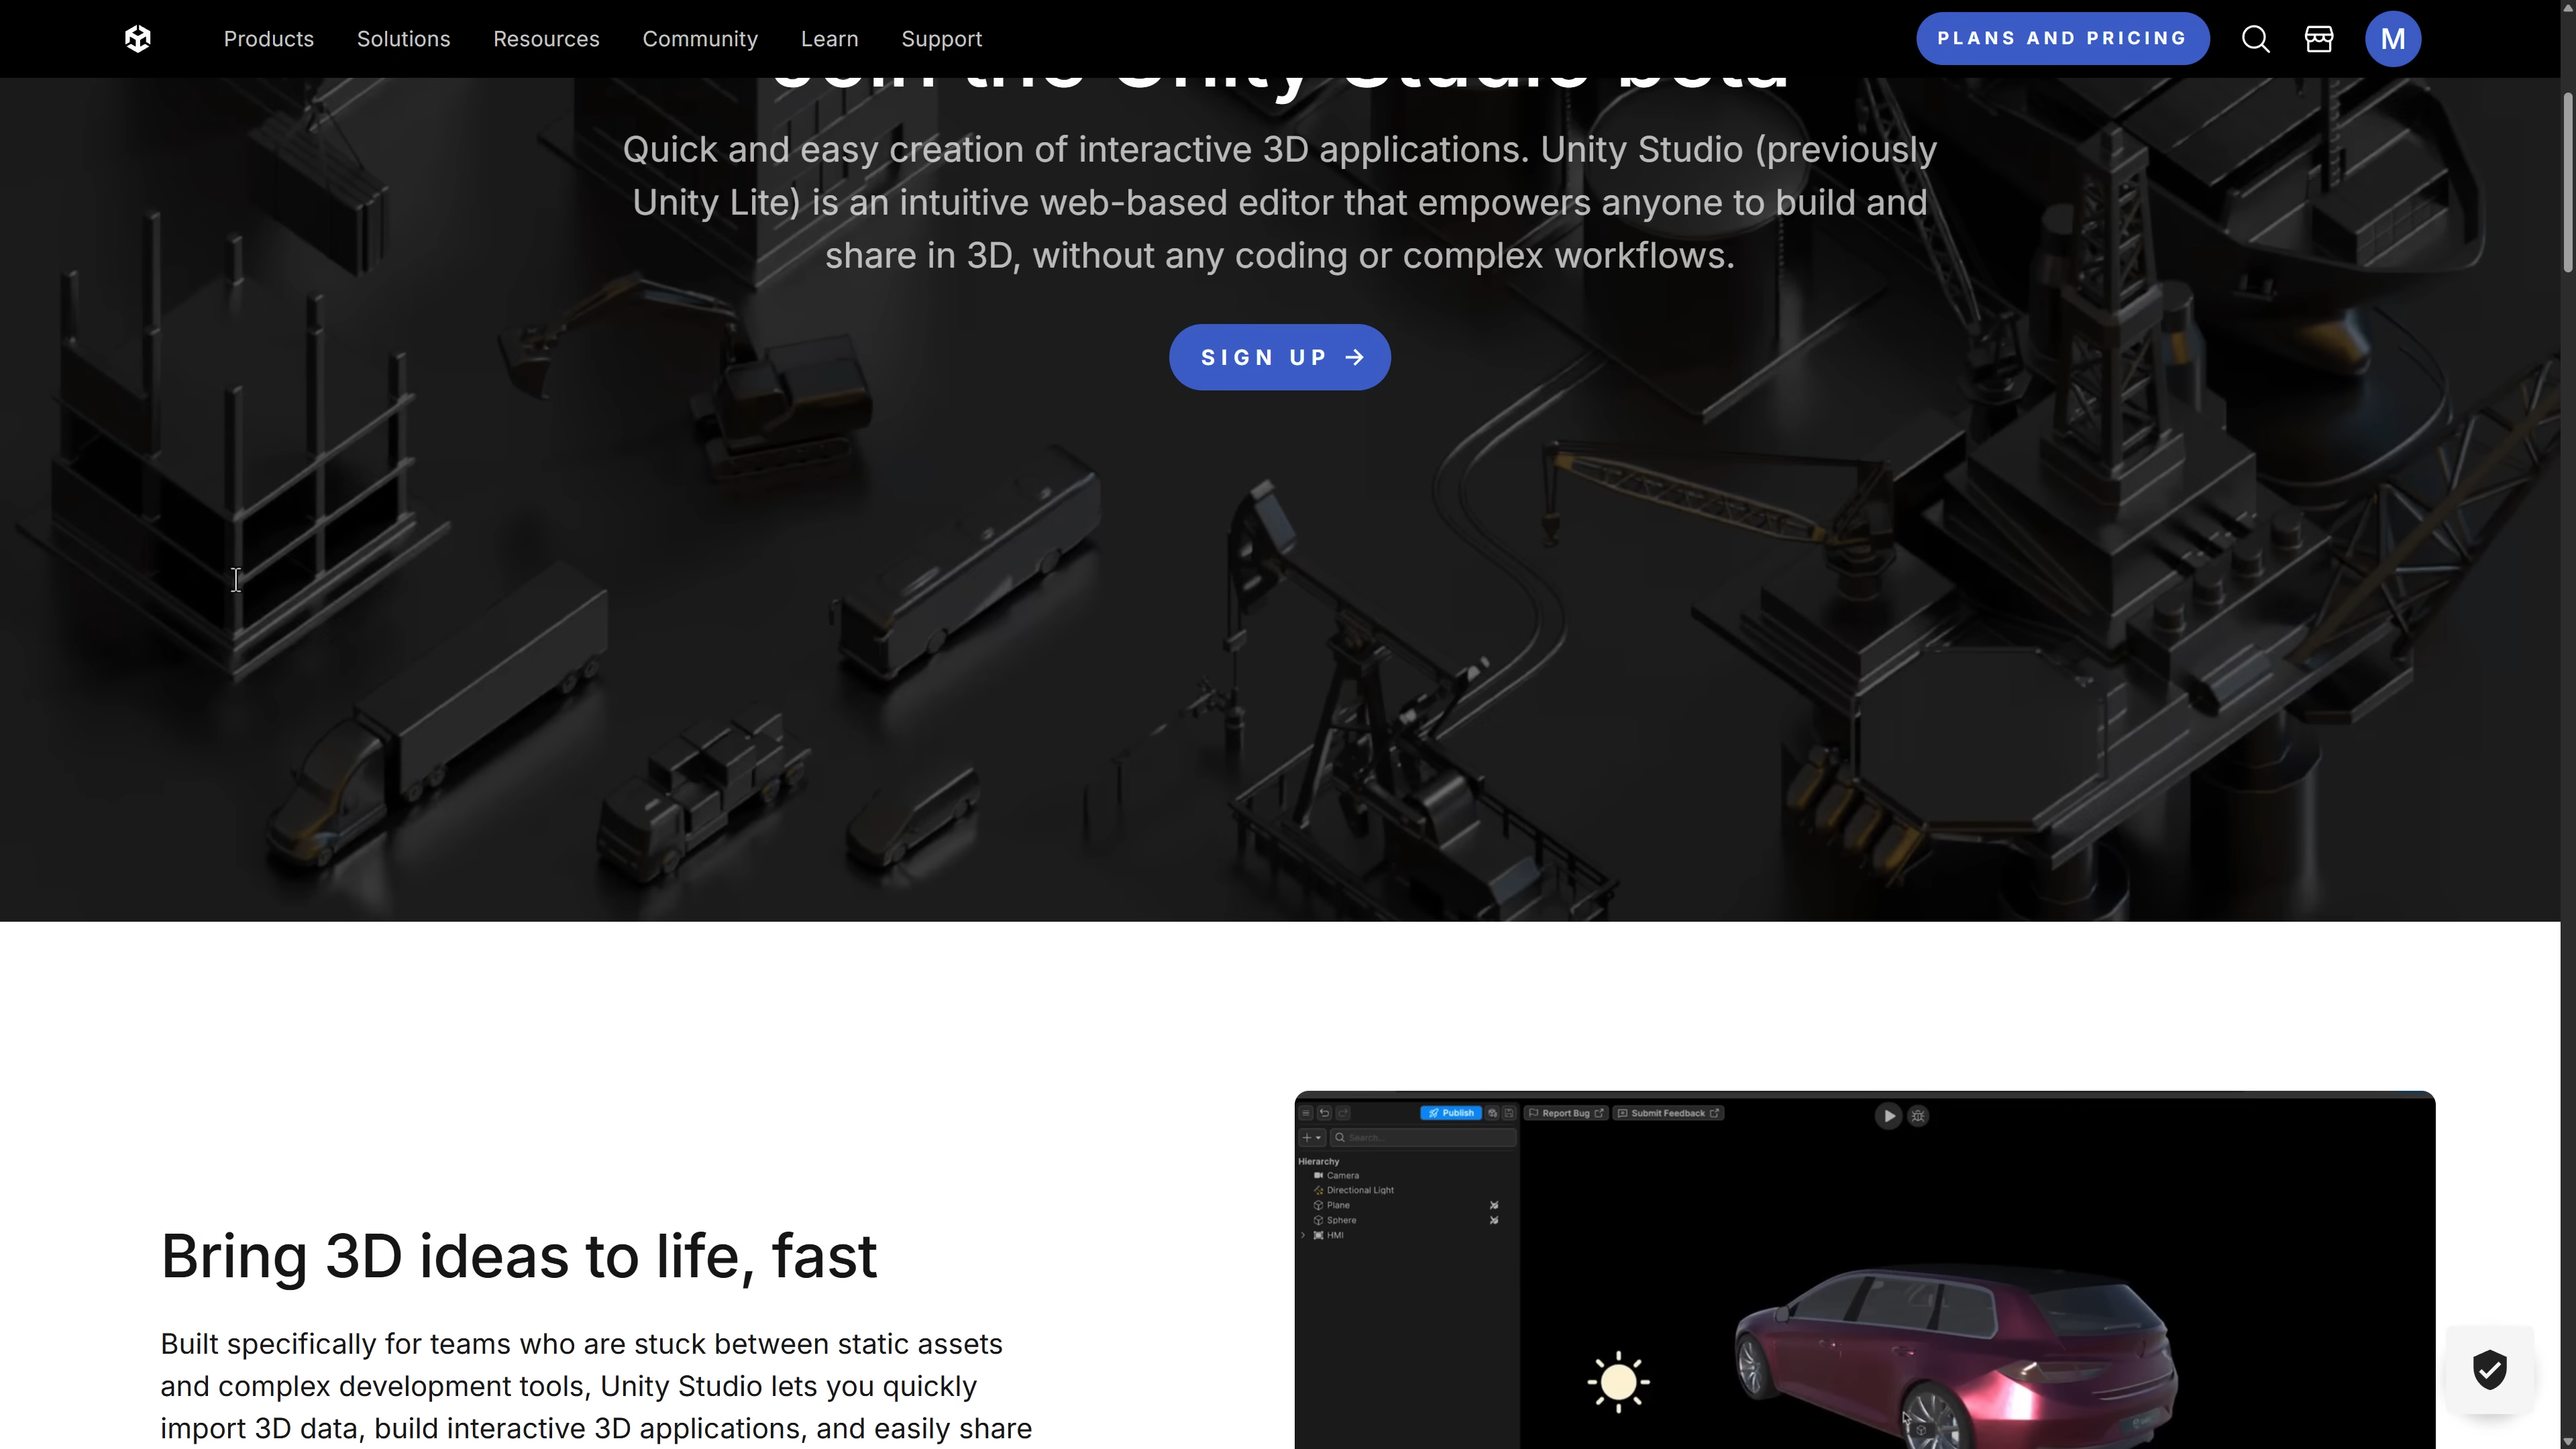 Products Solutions Resources Community Learn Support
PLANS AND PRICING
M
Join the Unity Studio beta
Quick and easy creation of interactive 3D applications. Unity Studio (previously
Unity Lite) is an intuitive web-based editor that empowers anyone to build and
share in 3D, without any coding or complex workflows.
SIGN UP →
Bring 3D ideas to life, fast
Built specifically for teams who are stuck between static assets
and complex development tools, Unity Studio lets you quickly
import 3D data, build interactive 3D applications, and easily share
Publish
Report Bug
Submit Feedback
Search...
Hierarchy
Camera
Directional Light
Plane
Sphere
HMI